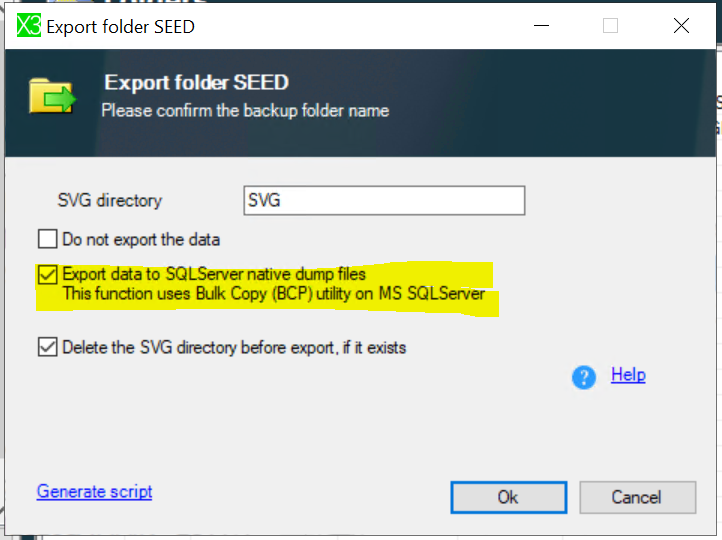 X3 Export folder SEED
Export folder SEED
Please confirm the backup folder name
SVG directory SVG
Do not export the data
Export data to SQLServer native dump files
This function uses Bulk Copy (BCP) utility on MS SQLServer
Delete the SVG directory before export, if it exists
? Help
Generate script
Ok
Cancel